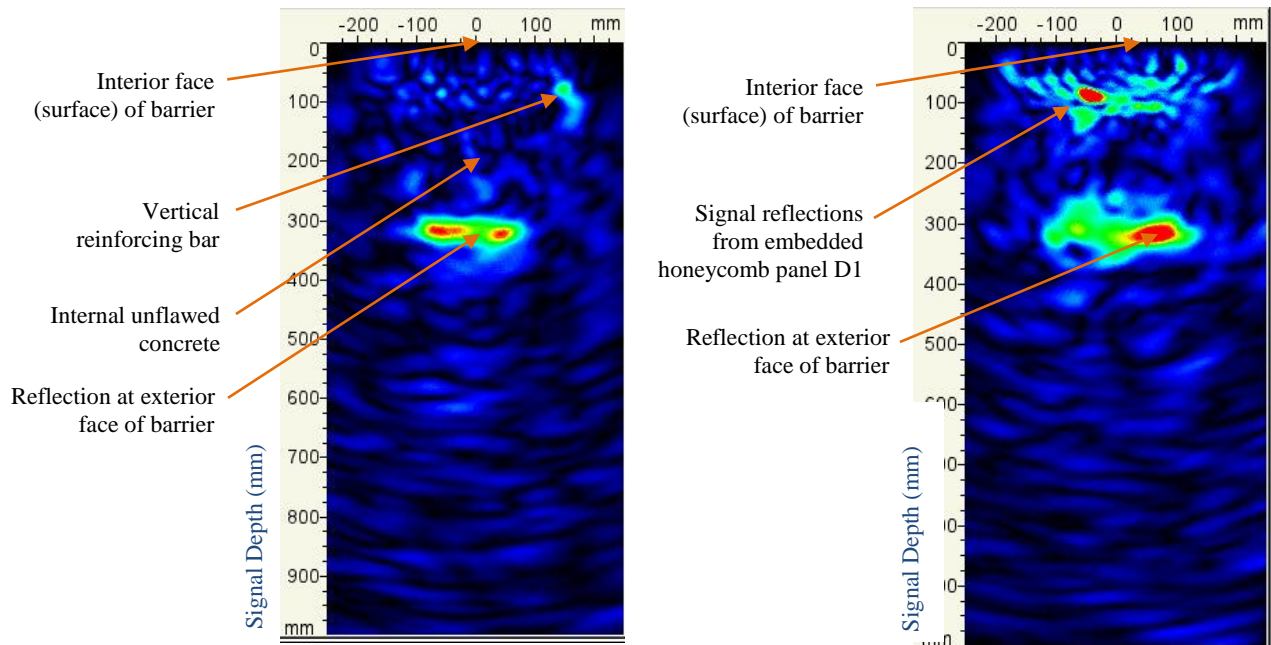 -200 -100 0 100 mm
0
100
200
300
400
500
600
700
800
900
mm
Signal Depth (mm)
Interior face
(surface) of barrier
Vertical
reinforcing bar
Internal unflawed
concrete
Reflection at exterior
face of barrier
-200 -100 0 100 mm
0
100
200
300
400
500
Signal Depth (mm)
Interior face
(surface) of barrier
Signal reflections
from embedded
honeycomb panel D1
Reflection at exterior
face of barrier